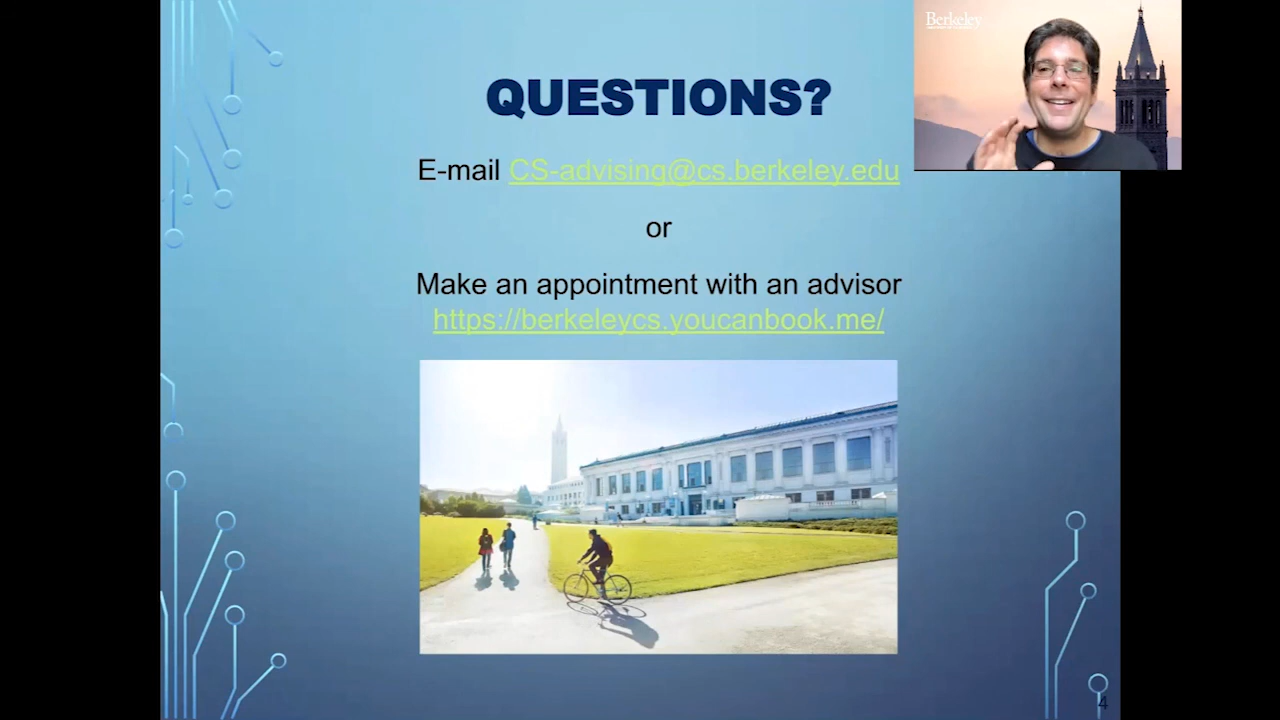 Berkeley
QUESTIONS?
E-mail CS-advising@cs.berkeley.edu
or
Make an appointment with an advisor
https://berkeleycs.youcanbook.me/
4